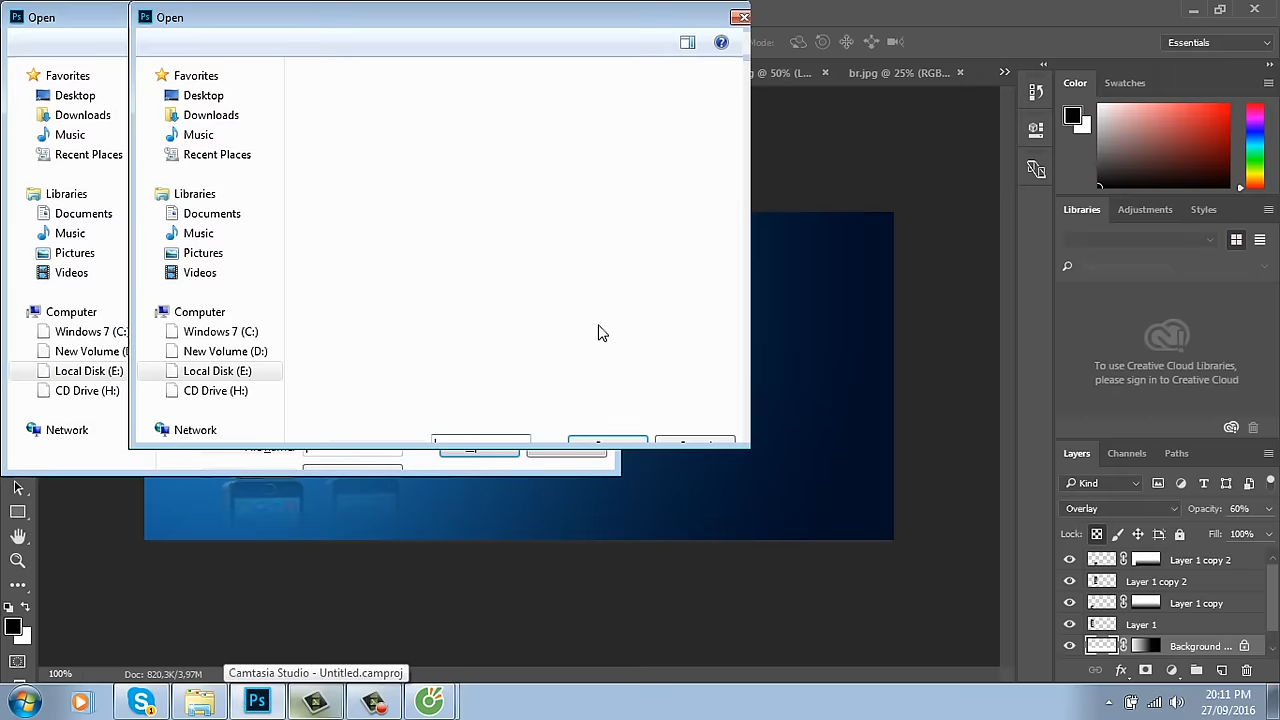 Open
Open
Mode:
Essentials
Favorites
Desktop
Downloads
Music
Recent Places
Libraries
Documents
Music
Pictures
Videos
Computer
Windows 7 (C:
New Volume (
Local Disk (E:)
CD Drive (H:)
Network
Favorites
Desktop
Downloads
Music
Recent Places
Libraries
Documents
Music
Pictures
Videos
Computer
Windows 7 (C:)
New Volume (D:)
Local Disk (E:)
CD Drive (H:)
Network
g @ 50% (L...
br.jpg @ 25% (RGB...
Color
Swatches
Libraries
Adjustments
Styles
To use Creative Cloud Libraries,
please sign in to Creative Cloud
Layers
Channels
Paths
Kind
Overlay
Opacity: 60%
Lock:
Fill: 100%
Layer 1 copy 2
Layer 1 copy 2
Layer 1 copy
Layer 1
Background ...
100%
Doc: 820,3K/3,97M
Camtasia Studio - Untitled.camproj
Ps
20:11 PM
27/09/2016